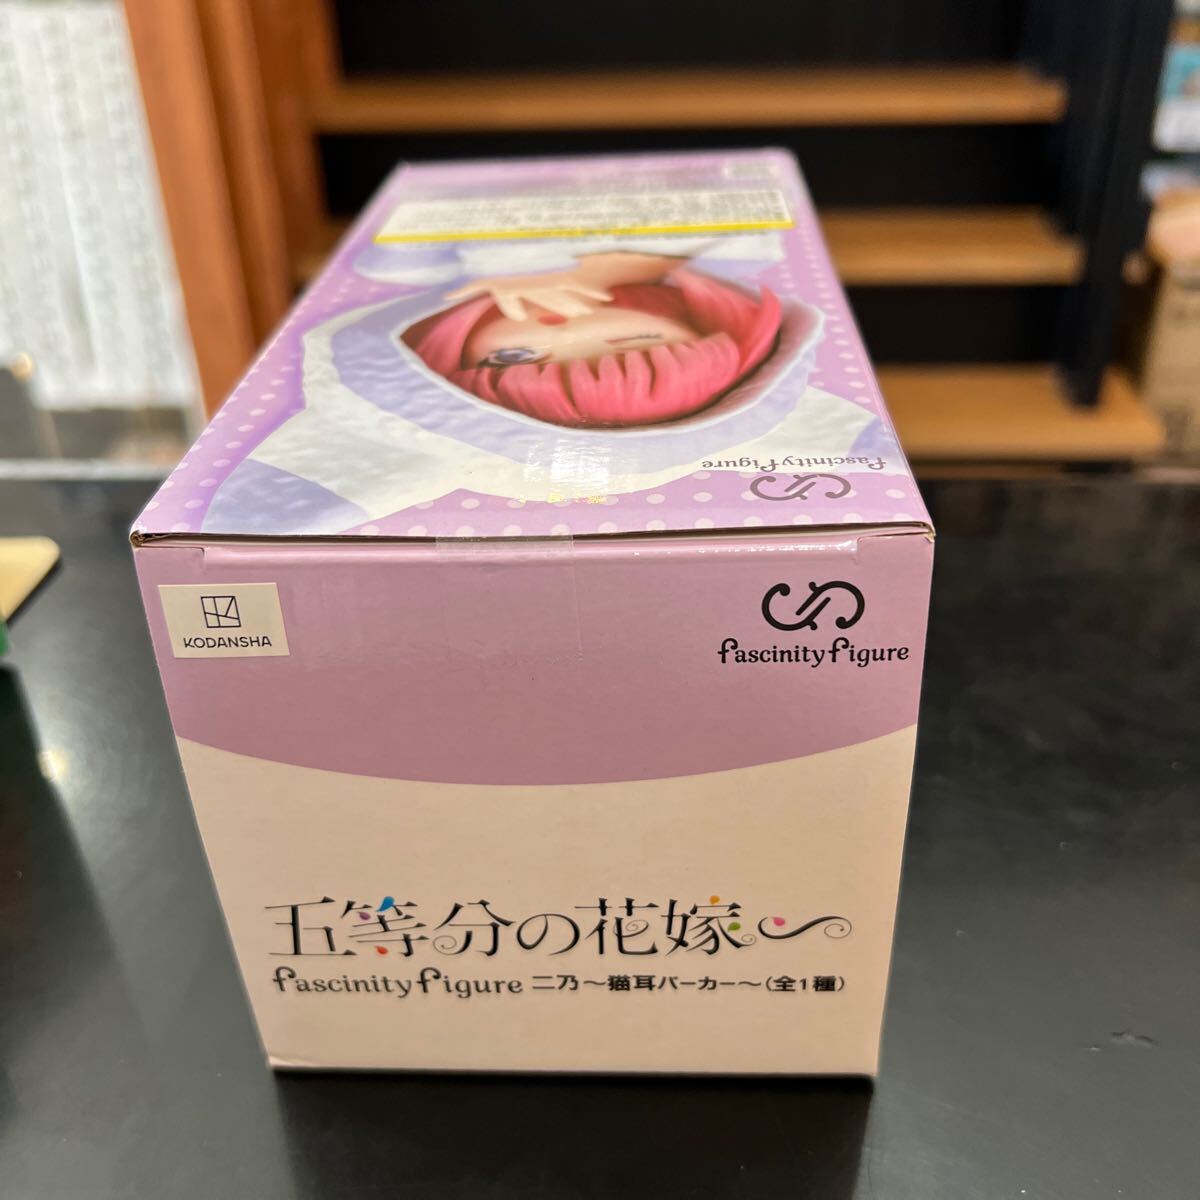 fascinity figure
KODANSHA
fascinity figure
五等分の花嫁∽
fascinity figure 二乃～猫耳パーカー～(全1種)